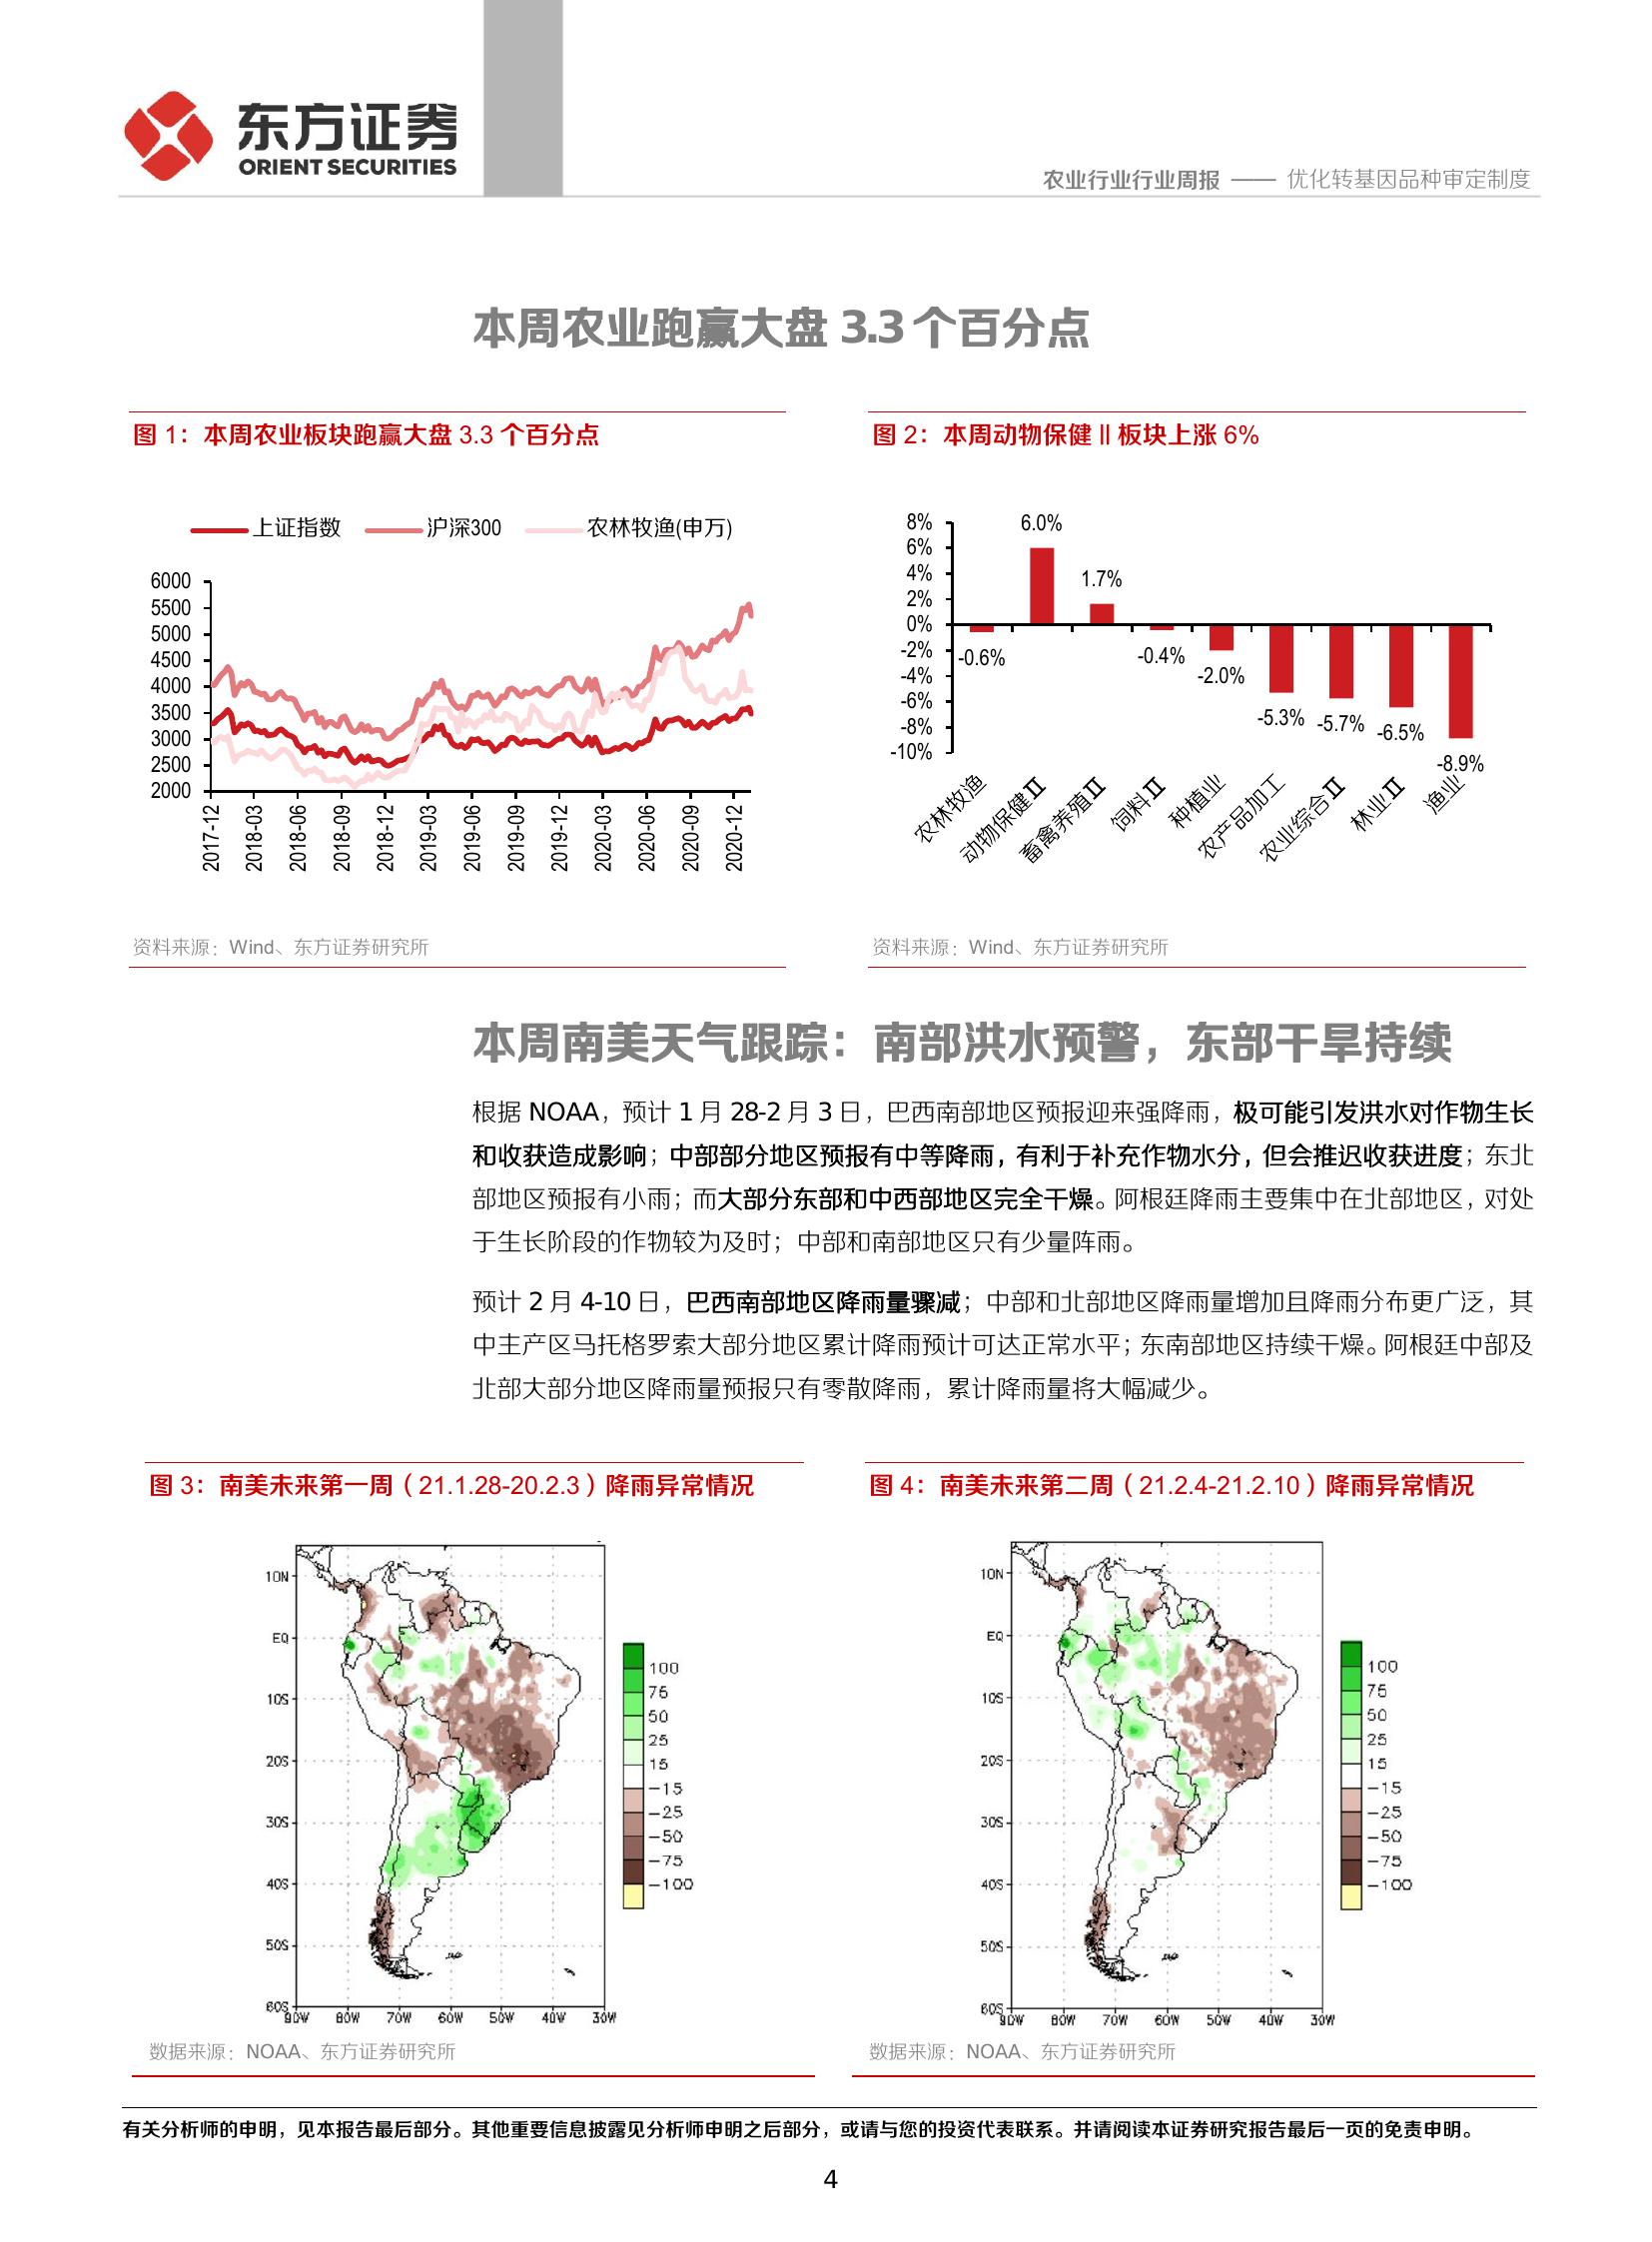 东方证券
ORIENT SECURITIES
农业行业行业周报 —— 优化转基因品种审定制度
本周农业跑赢大盘 3.3 个百分点
图 1：本周农业板块跑赢大盘 3.3 个百分点
上证指数 沪深300 农林牧渔(申万)
6000
5500
5000
4500
4000
3500
3000
2500
2000
2017-12 2018-03 2018-06 2018-09 2018-12 2019-03 2019-06 2019-09 2019-12 2020-03 2020-06 2020-09 2020-12
资料来源：Wind、东方证券研究所
图 2：本周动物保健Ⅱ板块上涨 6%
8%
6%
4%
2%
0%
-2%
-4%
-6%
-8%
-10%
-0.6% 6.0% 1.7% -0.4% -2.0% -5.3% -5.7% -6.5% -8.9%
农林牧渔 动物保健Ⅱ 畜禽养殖Ⅱ 饲料Ⅱ 种植业 农产品加工 农业综合Ⅱ 林业Ⅱ 渔业
资料来源：Wind、东方证券研究所
本周南美天气跟踪：南部洪水预警，东部干旱持续
根据 NOAA，预计 1 月 28-2 月 3 日，巴西南部地区预报迎来强降雨，极可能引发洪水对作物生长
和收获造成影响；中部部分地区预报有中等降雨，有利于补充作物水分，但会推迟收获进度；东北
部地区预报有小雨；而大部分东部和中西部地区完全干燥。阿根廷降雨主要集中在北部地区，对处
于生长阶段的作物较为及时；中部和南部地区只有少量阵雨。
预计 2 月 4-10 日，巴西南部地区降雨量骤减；中部和北部地区降雨量增加且降雨分布更广泛，其
中主产区马托格罗索大部分地区累计降雨预计可达正常水平；东南部地区持续干燥。阿根廷中部及
北部大部分地区降雨量预报只有零散降雨，累计降雨量将大幅减少。
图 3：南美未来第一周（21.1.28-20.2.3）降雨异常情况
10N
EQ
10S
20S
30S
40S
50S
60S
90W 80W 70W 60W 50W 40W 30W
100
75
50
25
15
-15
-25
-50
-75
-100
数据来源：NOAA、东方证券研究所
图 4：南美未来第二周（21.2.4-21.2.10）降雨异常情况
10N
EQ
10S
20S
30S
40S
50S
60S
90W 80W 70W 60W 50W 40W 30W
100
75
50
25
15
-15
-25
-50
-75
-100
数据来源：NOAA、东方证券研究所
有关分析师的申明，见本报告最后部分。其他重要信息披露见分析师申明之后部分，或请与您的投资代表联系。并请阅读本证券研究报告最后一页的免责申明。
4